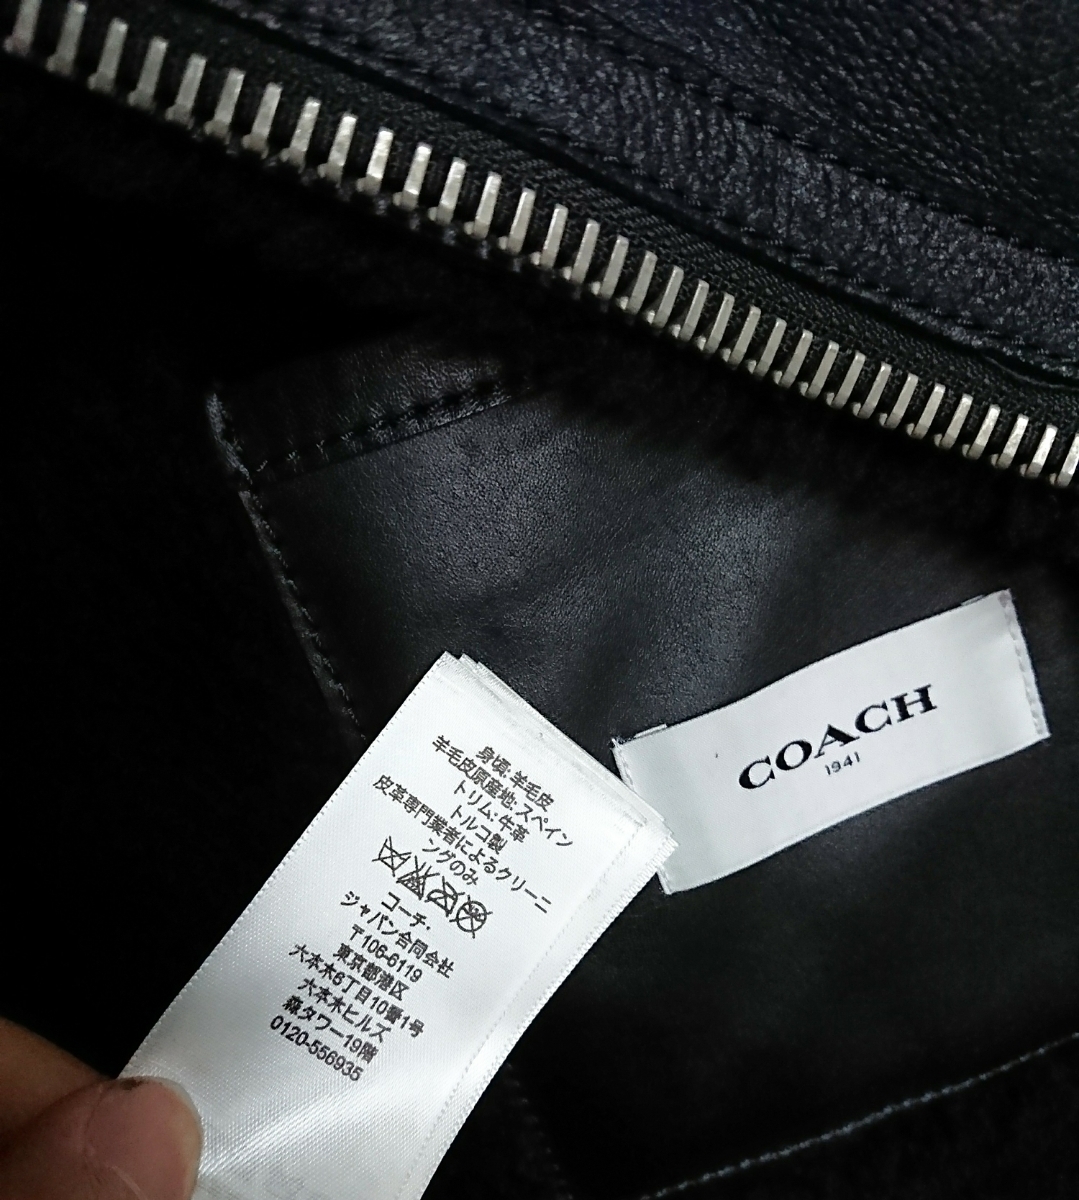 身頃: 羊毛皮
羊毛皮原産地: スペイン
トリム: 牛革
トルコ製
皮革専門業者によるクリーニ
ングのみ
コーチ・
ジャパン合同会社
〒106-6119
東京都港区
六本木6丁目10番1号
六本木ヒルズ
森タワー19階
0120-556935
COACH
1941